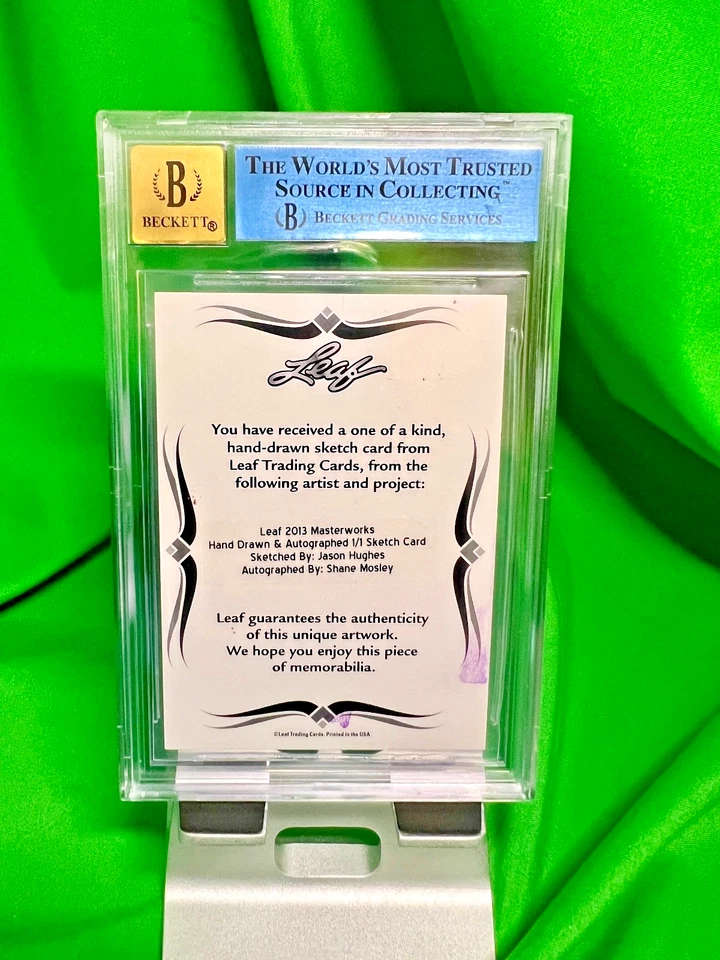 B
BECKETT®
THE WORLD'S MOST TRUSTED
SOURCE IN COLLECTING™
B BECKETT GRADING SERVICES
Leaf
You have received a one of a kind,
hand-drawn sketch card from
Leaf Trading Cards, from the
following artist and project:
Leaf 2013 Masterworks
Hand Drawn & Autographed 1/1 Sketch Card
Sketched By: Jason Hughes
Autographed By: Shane Mosley
Leaf guarantees the authenticity
of this unique artwork.
We hope you enjoy this piece
of memorabilia.
©Leaf Trading Cards. Printed in the USA.